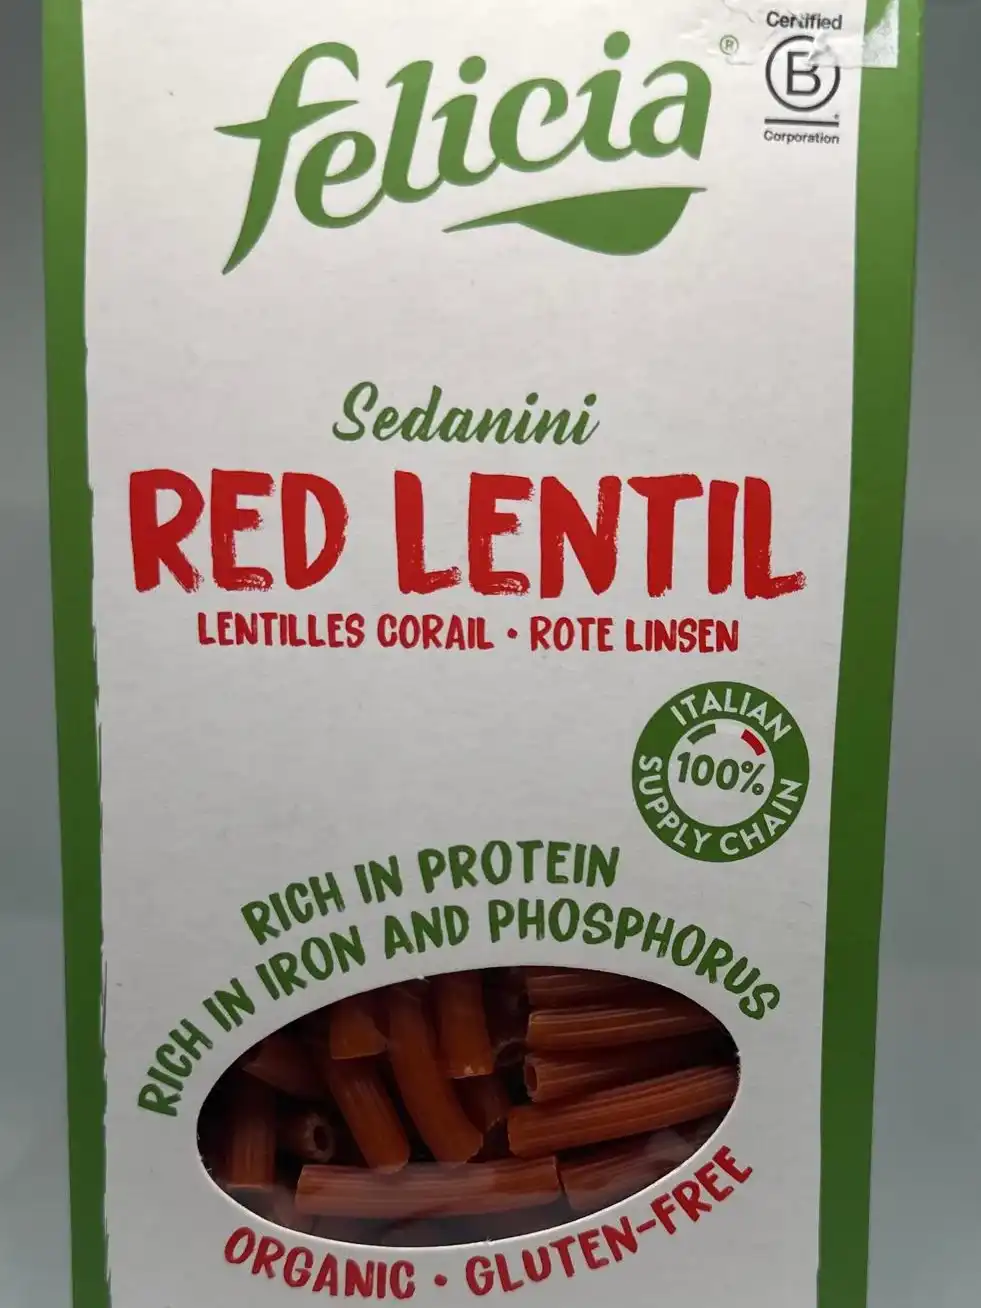 Certified
B
Corporation
felicia®
Sedanini
RED LENTIL
LENTILLES CORAIL • ROTE LINSEN
ITALIAN
100%
SUPPLY CHAIN
RICH IN PROTEIN
RICH IN IRON AND PHOSPHORUS
ORGANIC • GLUTEN-FREE